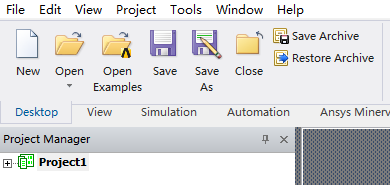 File Edit View Project Tools Window Help
New Open Open Examples Save Save As Close Save Archive
Restore Archive
Desktop View Simulation Automation Ansys Minerv
Project Manager
Project1